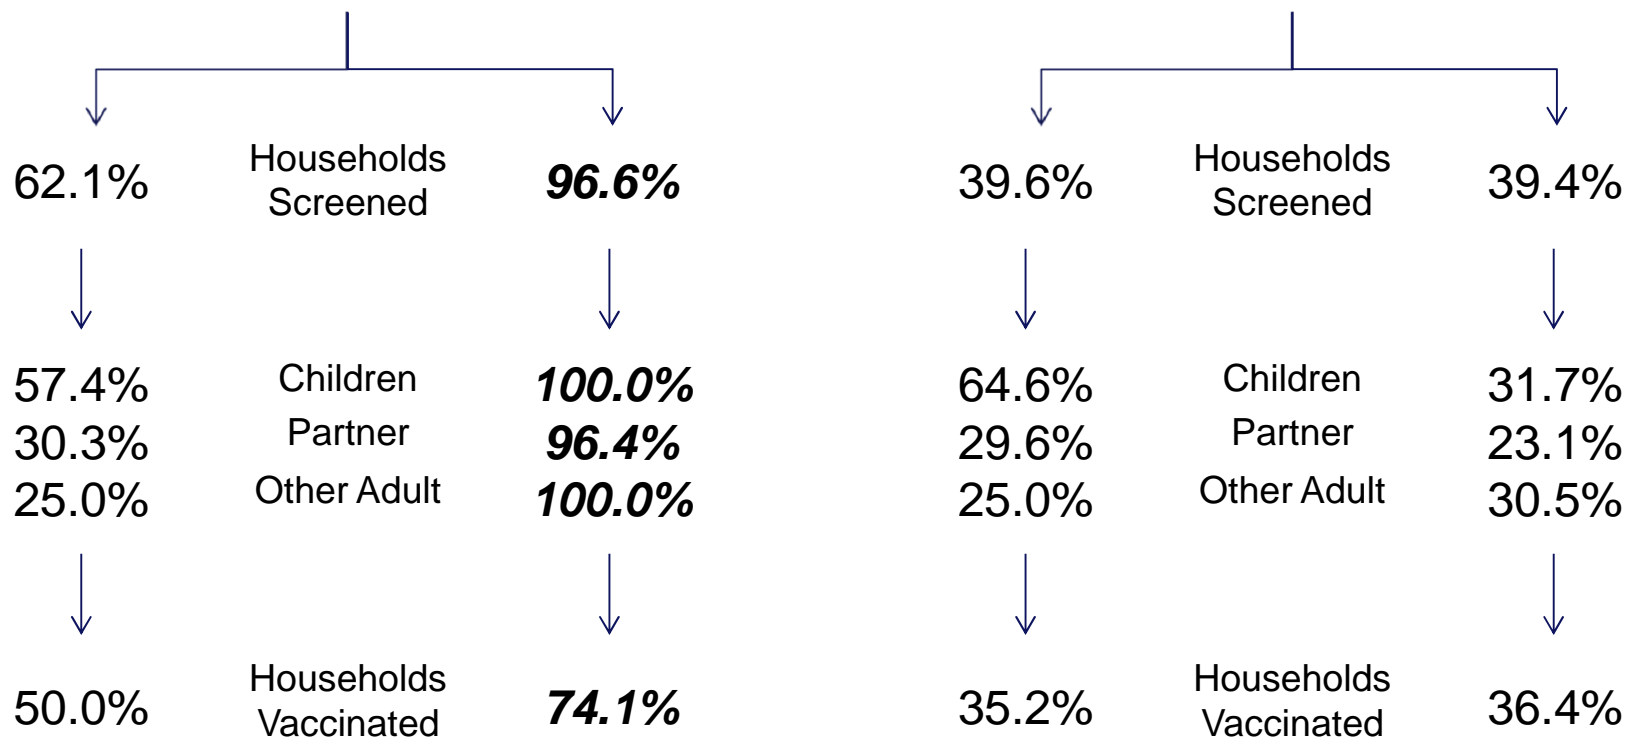 62.1% Households Screened 96.6% 39.6% Households Screened 39.4%
57.4% Children 100.0% 64.6% Children 31.7%
30.3% Partner 96.4% 29.6% Partner 23.1%
25.0% Other Adult 100.0% 25.0% Other Adult 30.5%
50.0% Households Vaccinated 74.1% 35.2% Households Vaccinated 36.4%